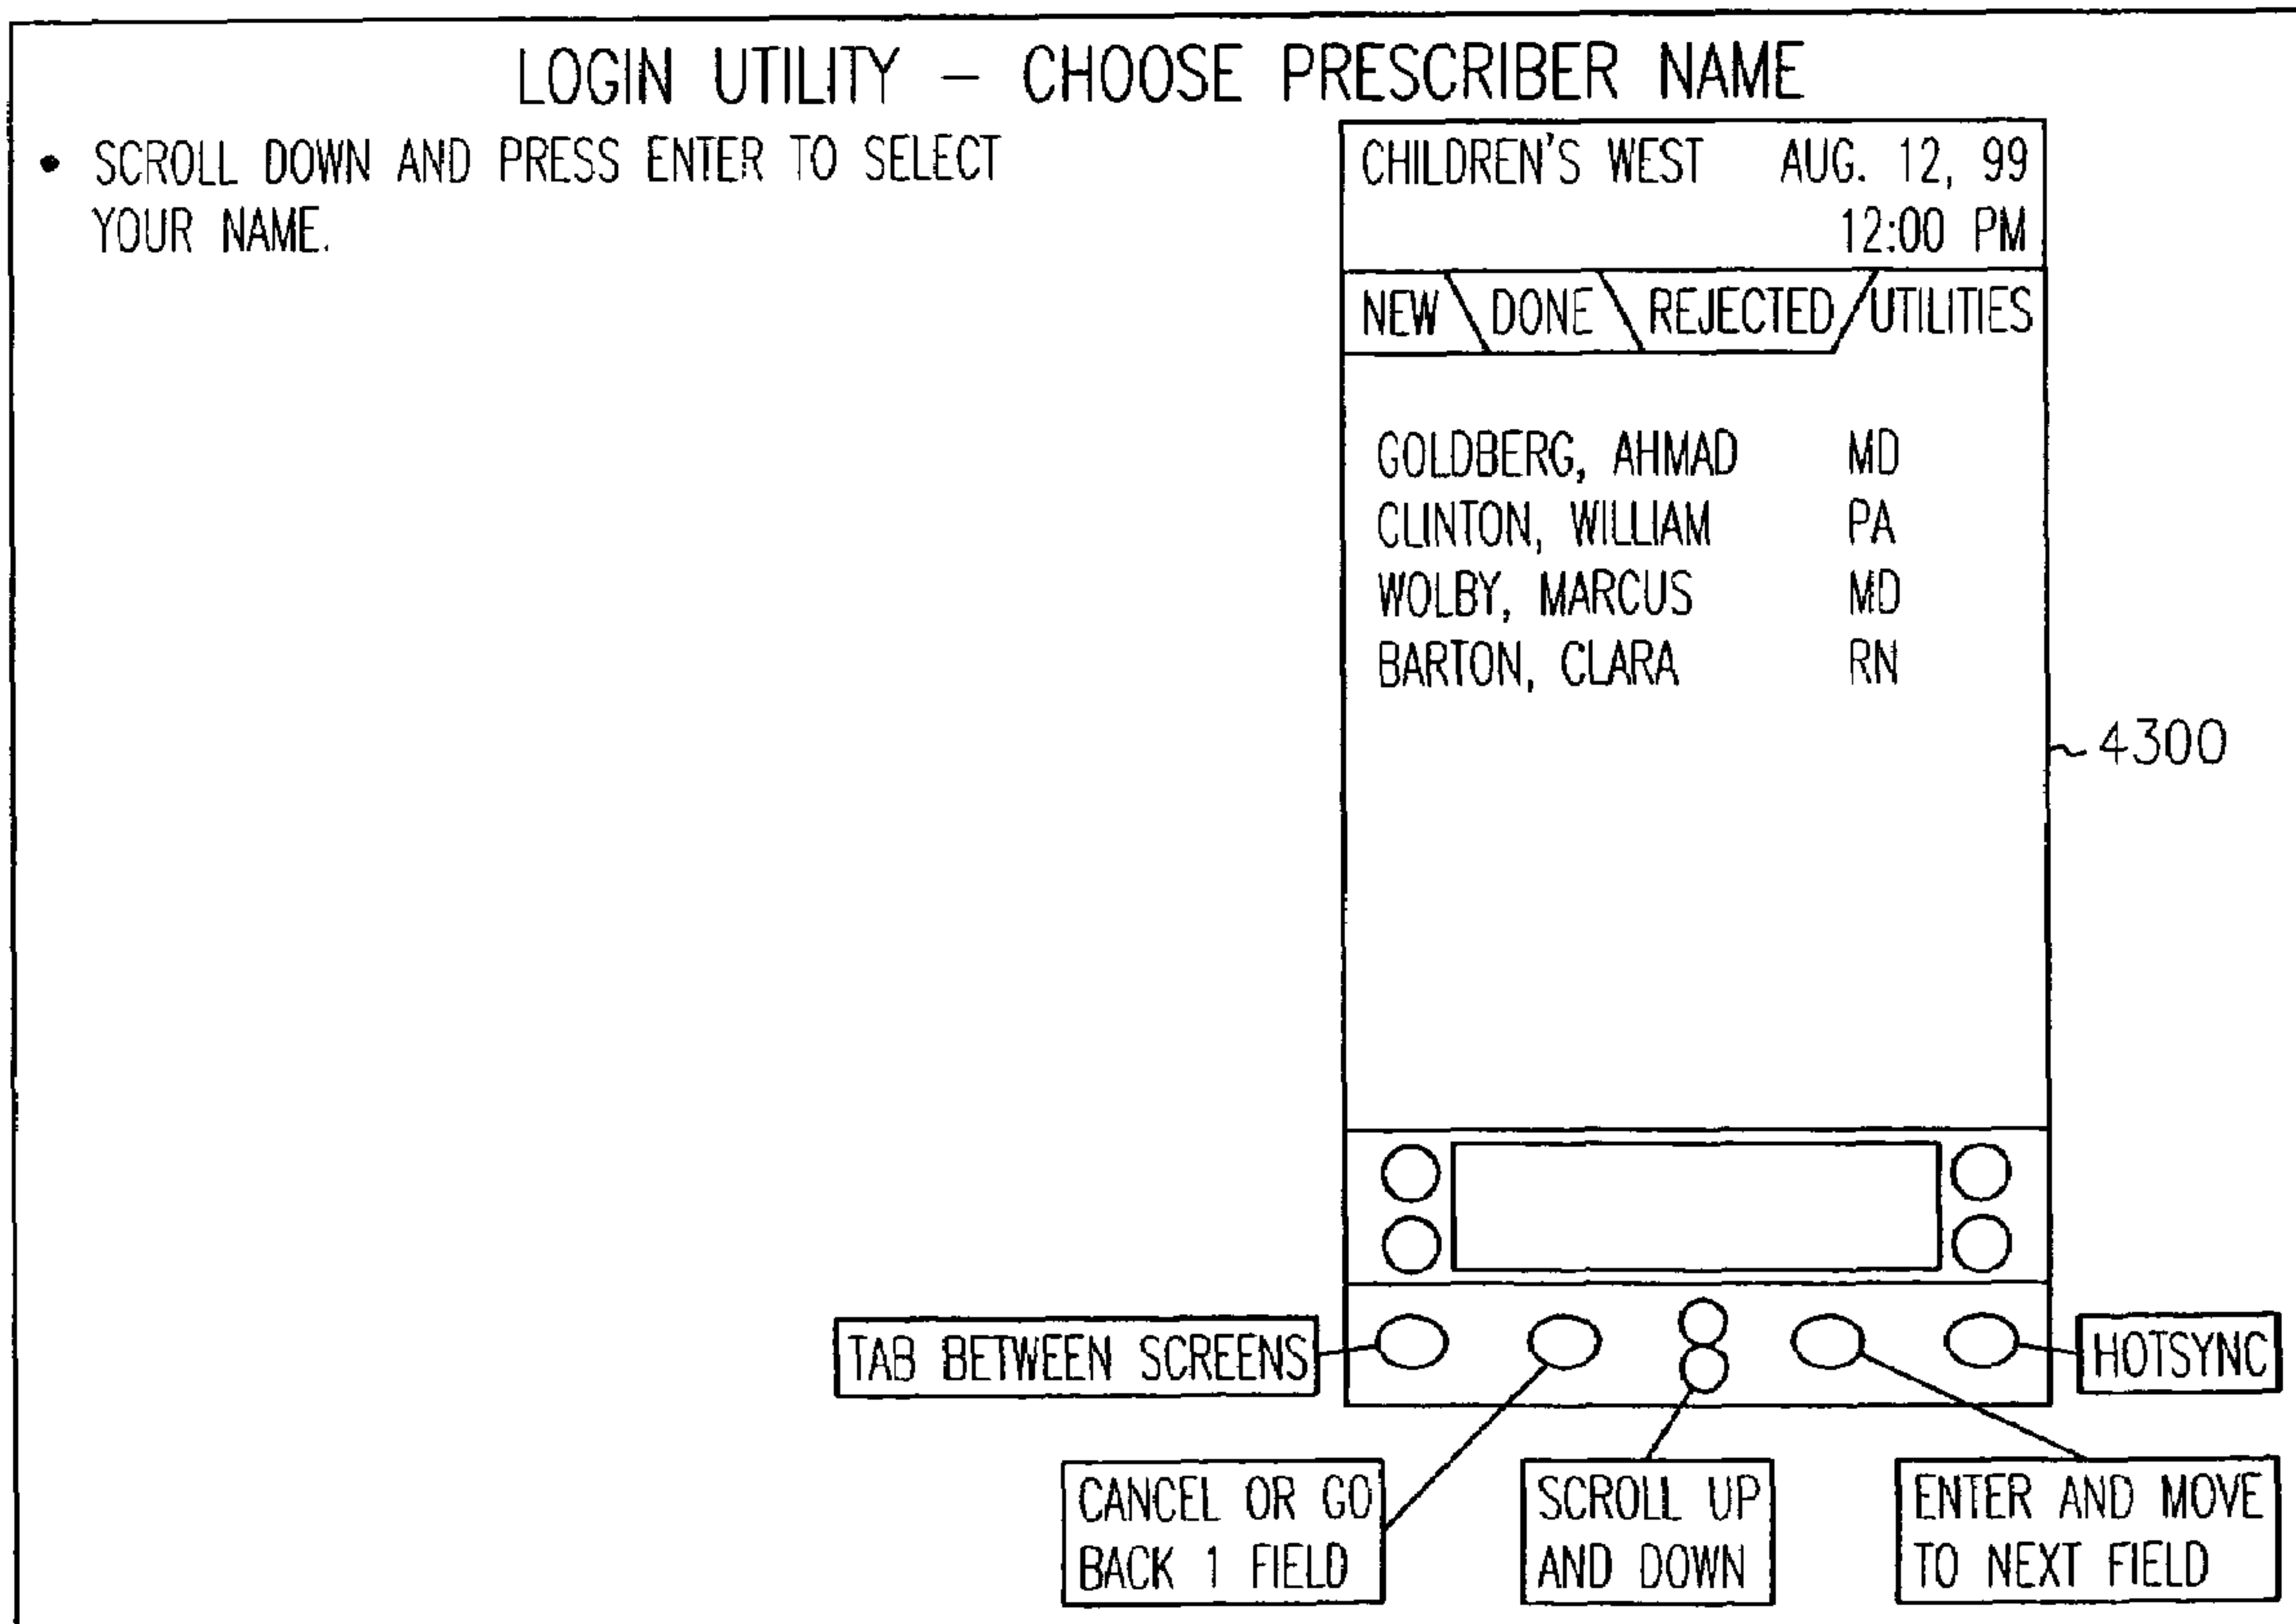 LOGIN UTILITY – CHOOSE PRESCRIBER NAME
• SCROLL DOWN AND PRESS ENTER TO SELECT
YOUR NAME.
CHILDREN'S WEST AUG. 12, 99
12:00 PM
NEW DONE REJECTED UTILITIES
GOLDBERG, AHMAD MD
CLINTON, WILLIAM PA
WOLBY, MARCUS MD
BARTON, CLARA RN
4300
TAB BETWEEN SCREENS
HOTSYNC
CANCEL OR GO
BACK 1 FIELD
SCROLL UP
AND DOWN
ENTER AND MOVE
TO NEXT FIELD